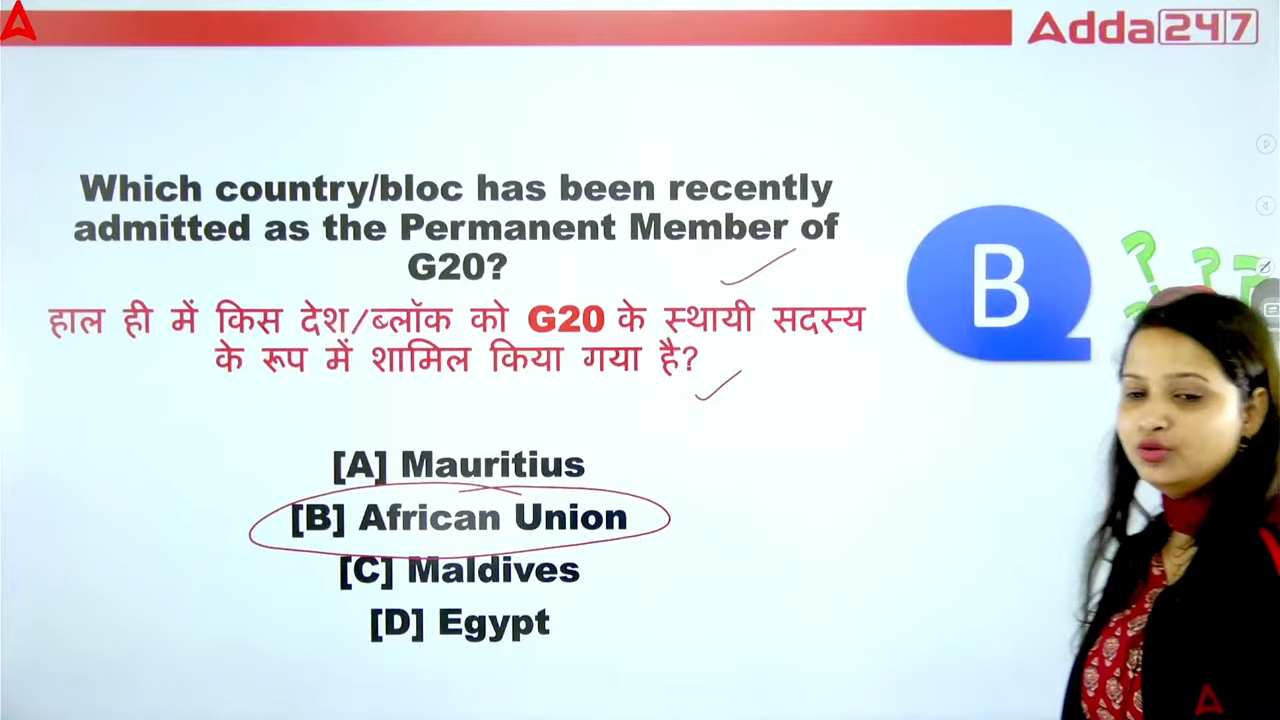 Adda247
Which country/bloc has been recently
admitted as the Permanent Member of
G20?
हाल ही में किस देश/ब्लॉक को G20 के स्थायी सदस्य
के रूप में शामिल किया गया है?
B
[A] Mauritius
[B] African Union
[C] Maldives
[D] Egypt